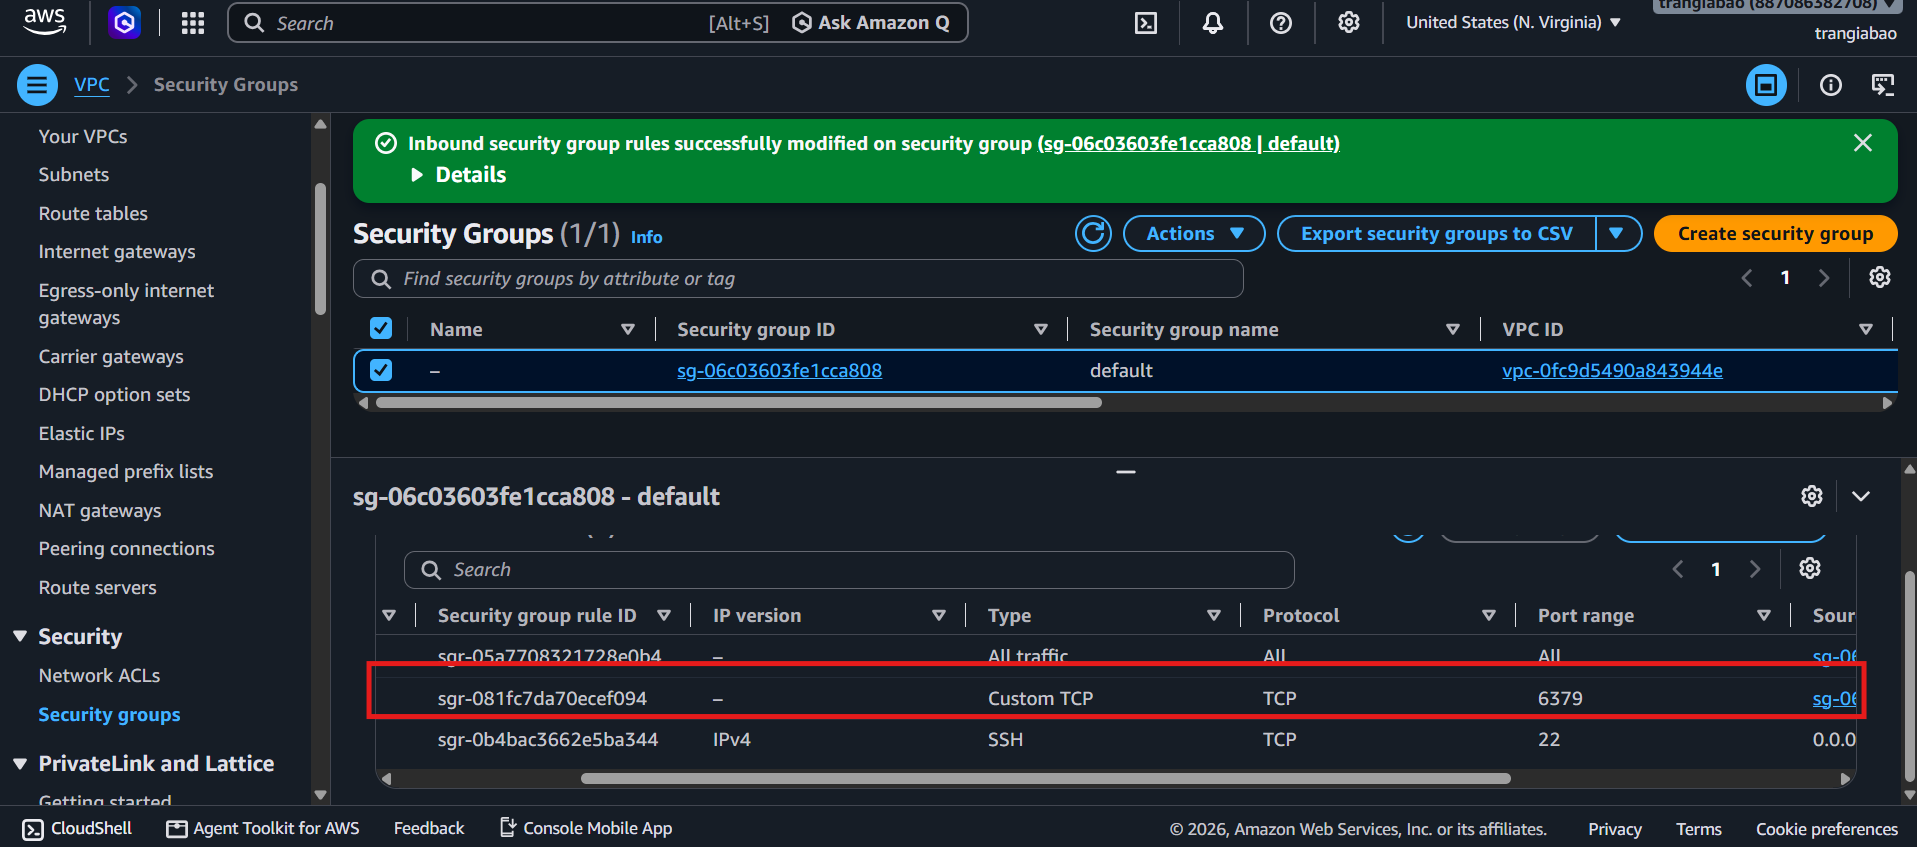 aws
Search [Alt+S] Ask Amazon Q
United States (N. Virginia)
trangiabao (887086382708)
trangiabao
VPC Security Groups
Your VPCs
Subnets
Route tables
Internet gateways
Egress-only internet
gateways
Carrier gateways
DHCP option sets
Elastic IPs
Managed prefix lists
NAT gateways
Peering connections
Route servers
Security
Network ACLs
Security groups
PrivateLink and Lattice
Getting started
Inbound security group rules successfully modified on security group (sg-06c03603fe1cca808 | default)
Details
Security Groups (1/1) Info
Actions
Export security groups to CSV
Create security group
Find security groups by attribute or tag
1
Name Security group ID Security group name VPC ID
– sg-06c03603fe1cca808 default vpc-0fc9d5490a843944e
sg-06c03603fe1cca808 - default
Search
1
Security group rule ID IP version Type Protocol Port range Sour
sgr-05a7708321728e0b4 – All traffic All All sg-06
sgr-081fc7da70ecef094 – Custom TCP TCP 6379 sg-06
sgr-0b4bac3662e5ba344 IPv4 SSH TCP 22 0.0.0
CloudShell Agent Toolkit for AWS Feedback Console Mobile App
© 2026, Amazon Web Services, Inc. or its affiliates. Privacy Terms Cookie preferences